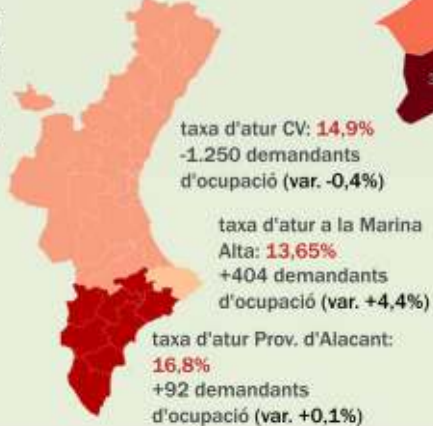 taxa d'atur CV: 14,9%
-1.250 demandants
d'ocupació (var. -0,4%)
taxa d'atur a la Marina
Alta: 13,65%
+404 demandants
d'ocupació (var. +4,4%)
taxa d'atur Prov. d'Alacant:
16,8%
+92 demandants
d'ocupació (var. +0,1%)